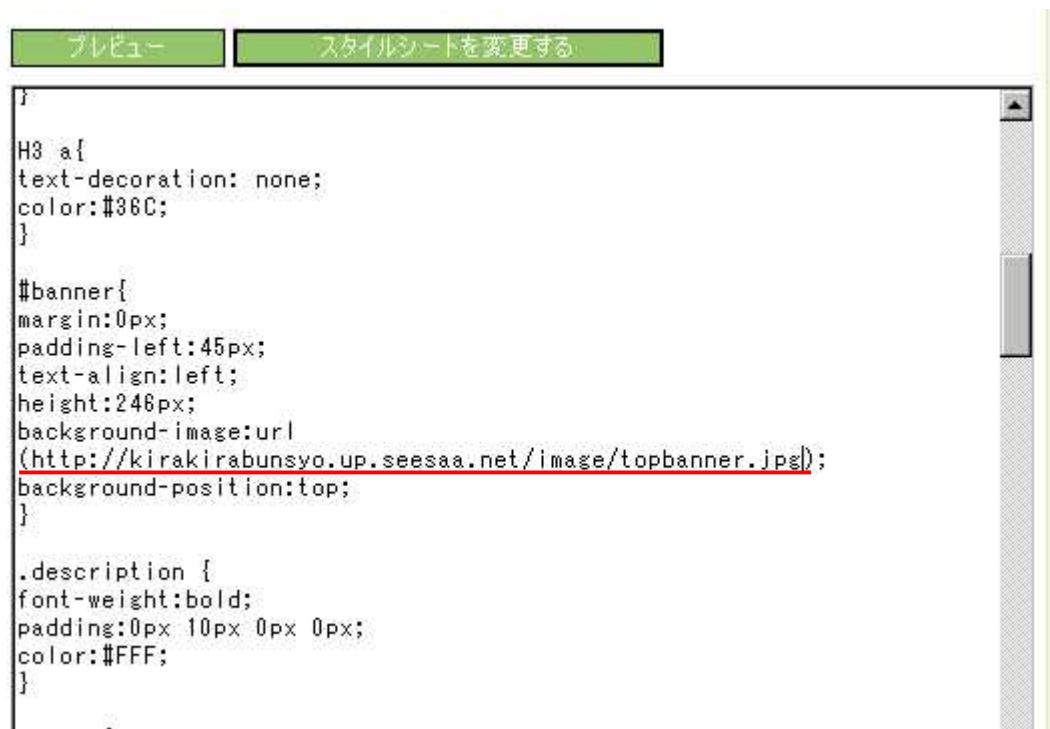 プレビュー
スタイルシートを変更する
}
H3 a{
text-decoration: none;
color:#36C;
}
#banner{
margin:0px;
padding-left:45px;
text-align:left;
height:246px;
background-image:url
(http://kirakirabunsyo.up.seesaa.net/image/topbanner.jpg);
background-position:top;
}
.description {
font-weight:bold;
padding:0px 10px 0px 0px;
color:#FFF;
}